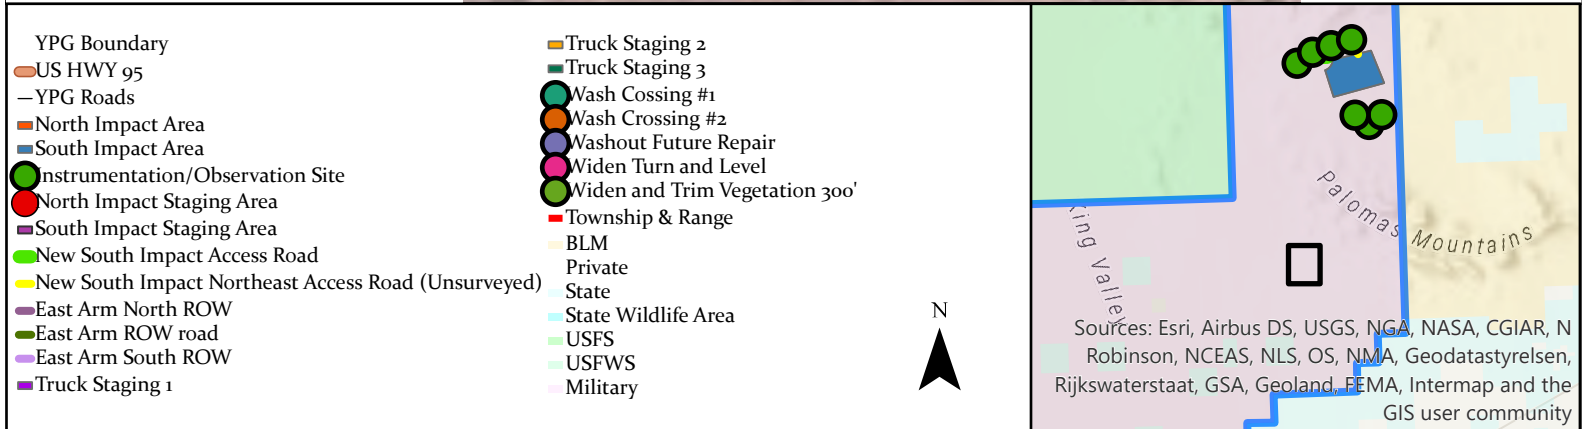 YPG Boundary
US HWY 95
YPG Roads
North Impact Area
South Impact Area
Instrumentation/Observation Site
North Impact Staging Area
South Impact Staging Area
New South Impact Access Road
New South Impact Northeast Access Road (Unsurveyed)
East Arm North ROW
East Arm ROW road
East Arm South ROW
Truck Staging 1
Truck Staging 2
Truck Staging 3
Wash Cossing #1
Wash Crossing #2
Washout Future Repair
Widen Turn and Level
Widen and Trim Vegetation 300'
Township & Range
BLM
Private
State
State Wildlife Area
USFS
USFWS
Military
N
Palomas Mountains
King Valley
Sources: Esri, Airbus DS, USGS, NGA, NASA, CGIAR, N
Robinson, NCEAS, NLS, OS, NMA, Geodatastyrelsen,
Rijkswaterstaat, GSA, Geoland, FEMA, Intermap and the
GIS user community